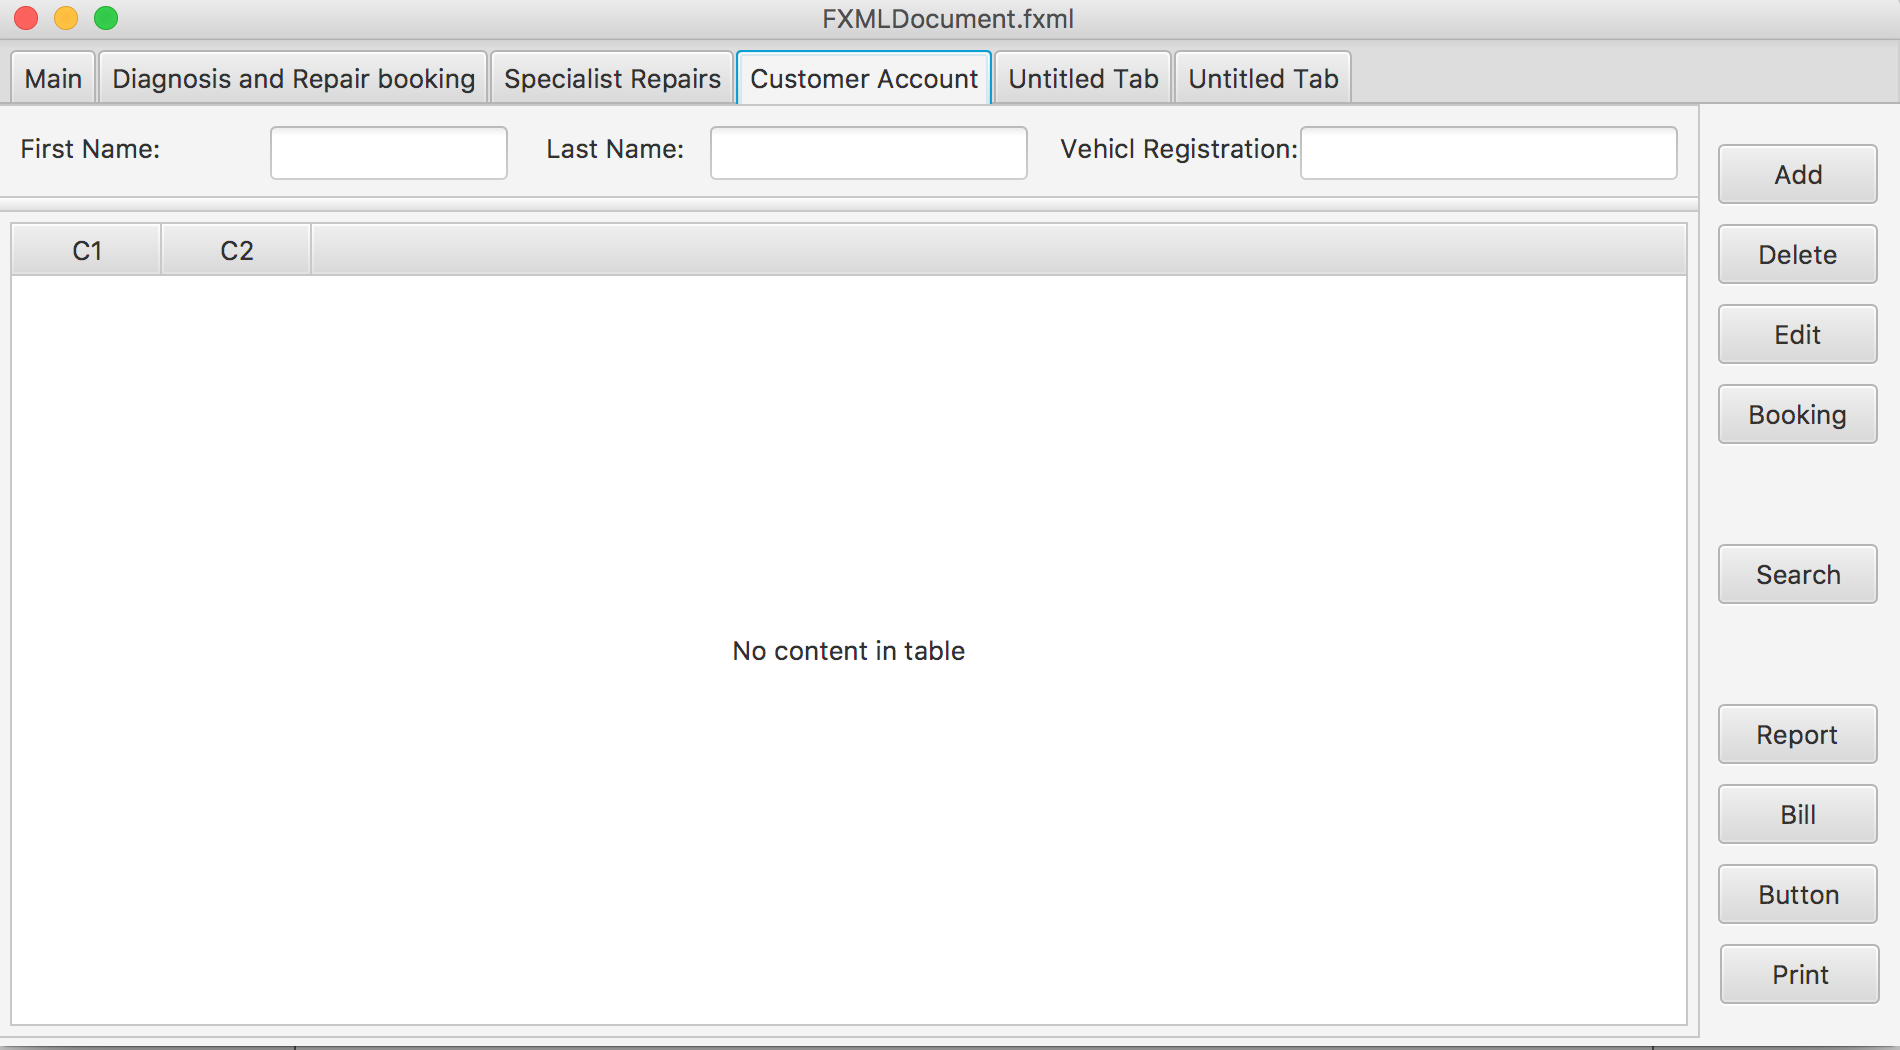 FXMLDocument.fxml
Main Diagnosis and Repair booking Specialist Repairs Customer Account Untitled Tab Untitled Tab
First Name: Last Name: Vehicl Registration:
C1 C2
No content in table
Add
Delete
Edit
Booking
Search
Report
Bill
Button
Print